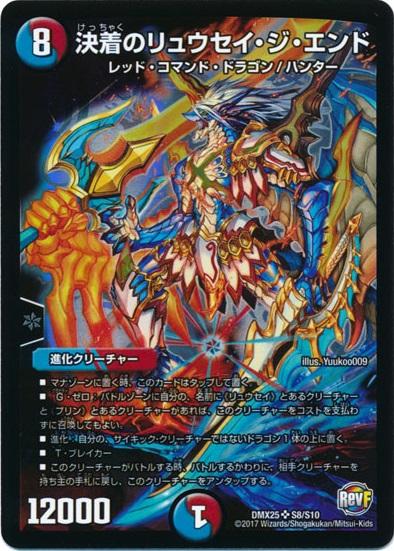 8
けっちゃく
決着のリュウセイ・ジ・エンド
レッド・コマンド・ドラゴン/ハンター
進化クリーチャー
illus. Yuukoo009
■ マナゾーンに置く時、このカードはタップして置く。
■ G・ゼロ:バトルゾーンに自分の、名前に《リュウセイ》とあるクリーチャー
と《プリン》とあるクリーチャーがあれば、このクリーチャーをコストを支払わ
ずに召喚してもよい。
■ 進化:自分の、サイキック・クリーチャーではないドラゴン1体の上に置く。
■ T・ブレイカー
■ このクリーチャーがバトルする時、バトルするかわりに、相手クリーチャーを
持ち主の手札に戻し、このクリーチャーをアンタップする。
RevF
12000
1
DMX25 S8/S10
©2017 Wizards/Shogakukan/Mitsui-Kids